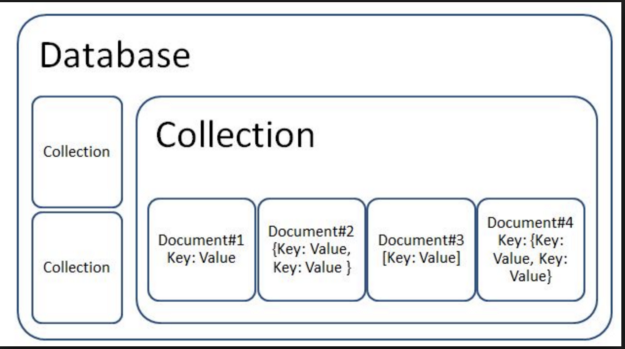 Database
Collection
Collection
Collection
Document#1
Key: Value
Document#2
{Key: Value,
Key: Value }
Document#3
[Key: Value]
Document#4
Key: {Key:
Value, Key:
Value}